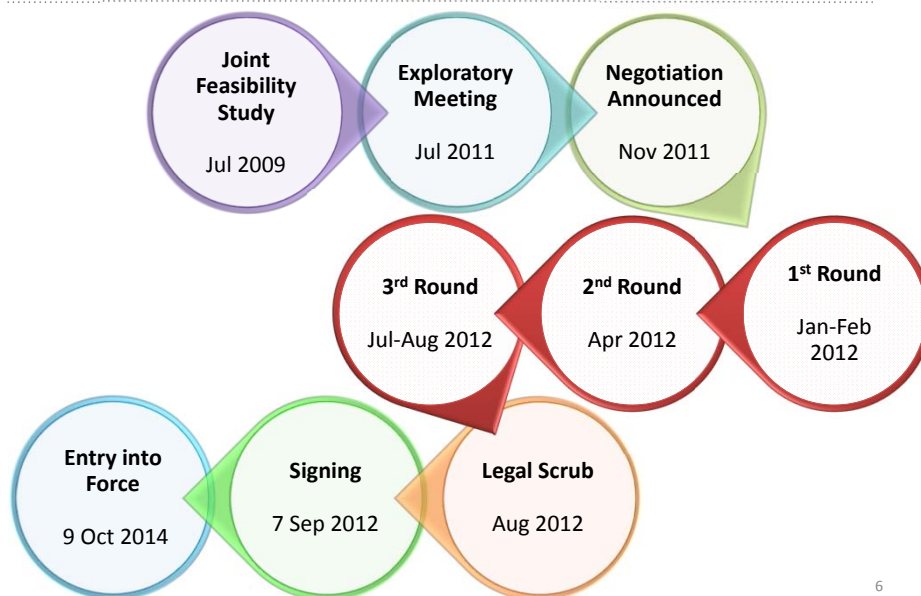 Joint
Feasibility
Study
Jul 2009
Exploratory
Meeting
Jul 2011
Negotiation
Announced
Nov 2011
1st Round
Jan-Feb
2012
2nd Round
Apr 2012
3rd Round
Jul-Aug 2012
Legal Scrub
Aug 2012
Signing
7 Sep 2012
Entry into
Force
9 Oct 2014
6